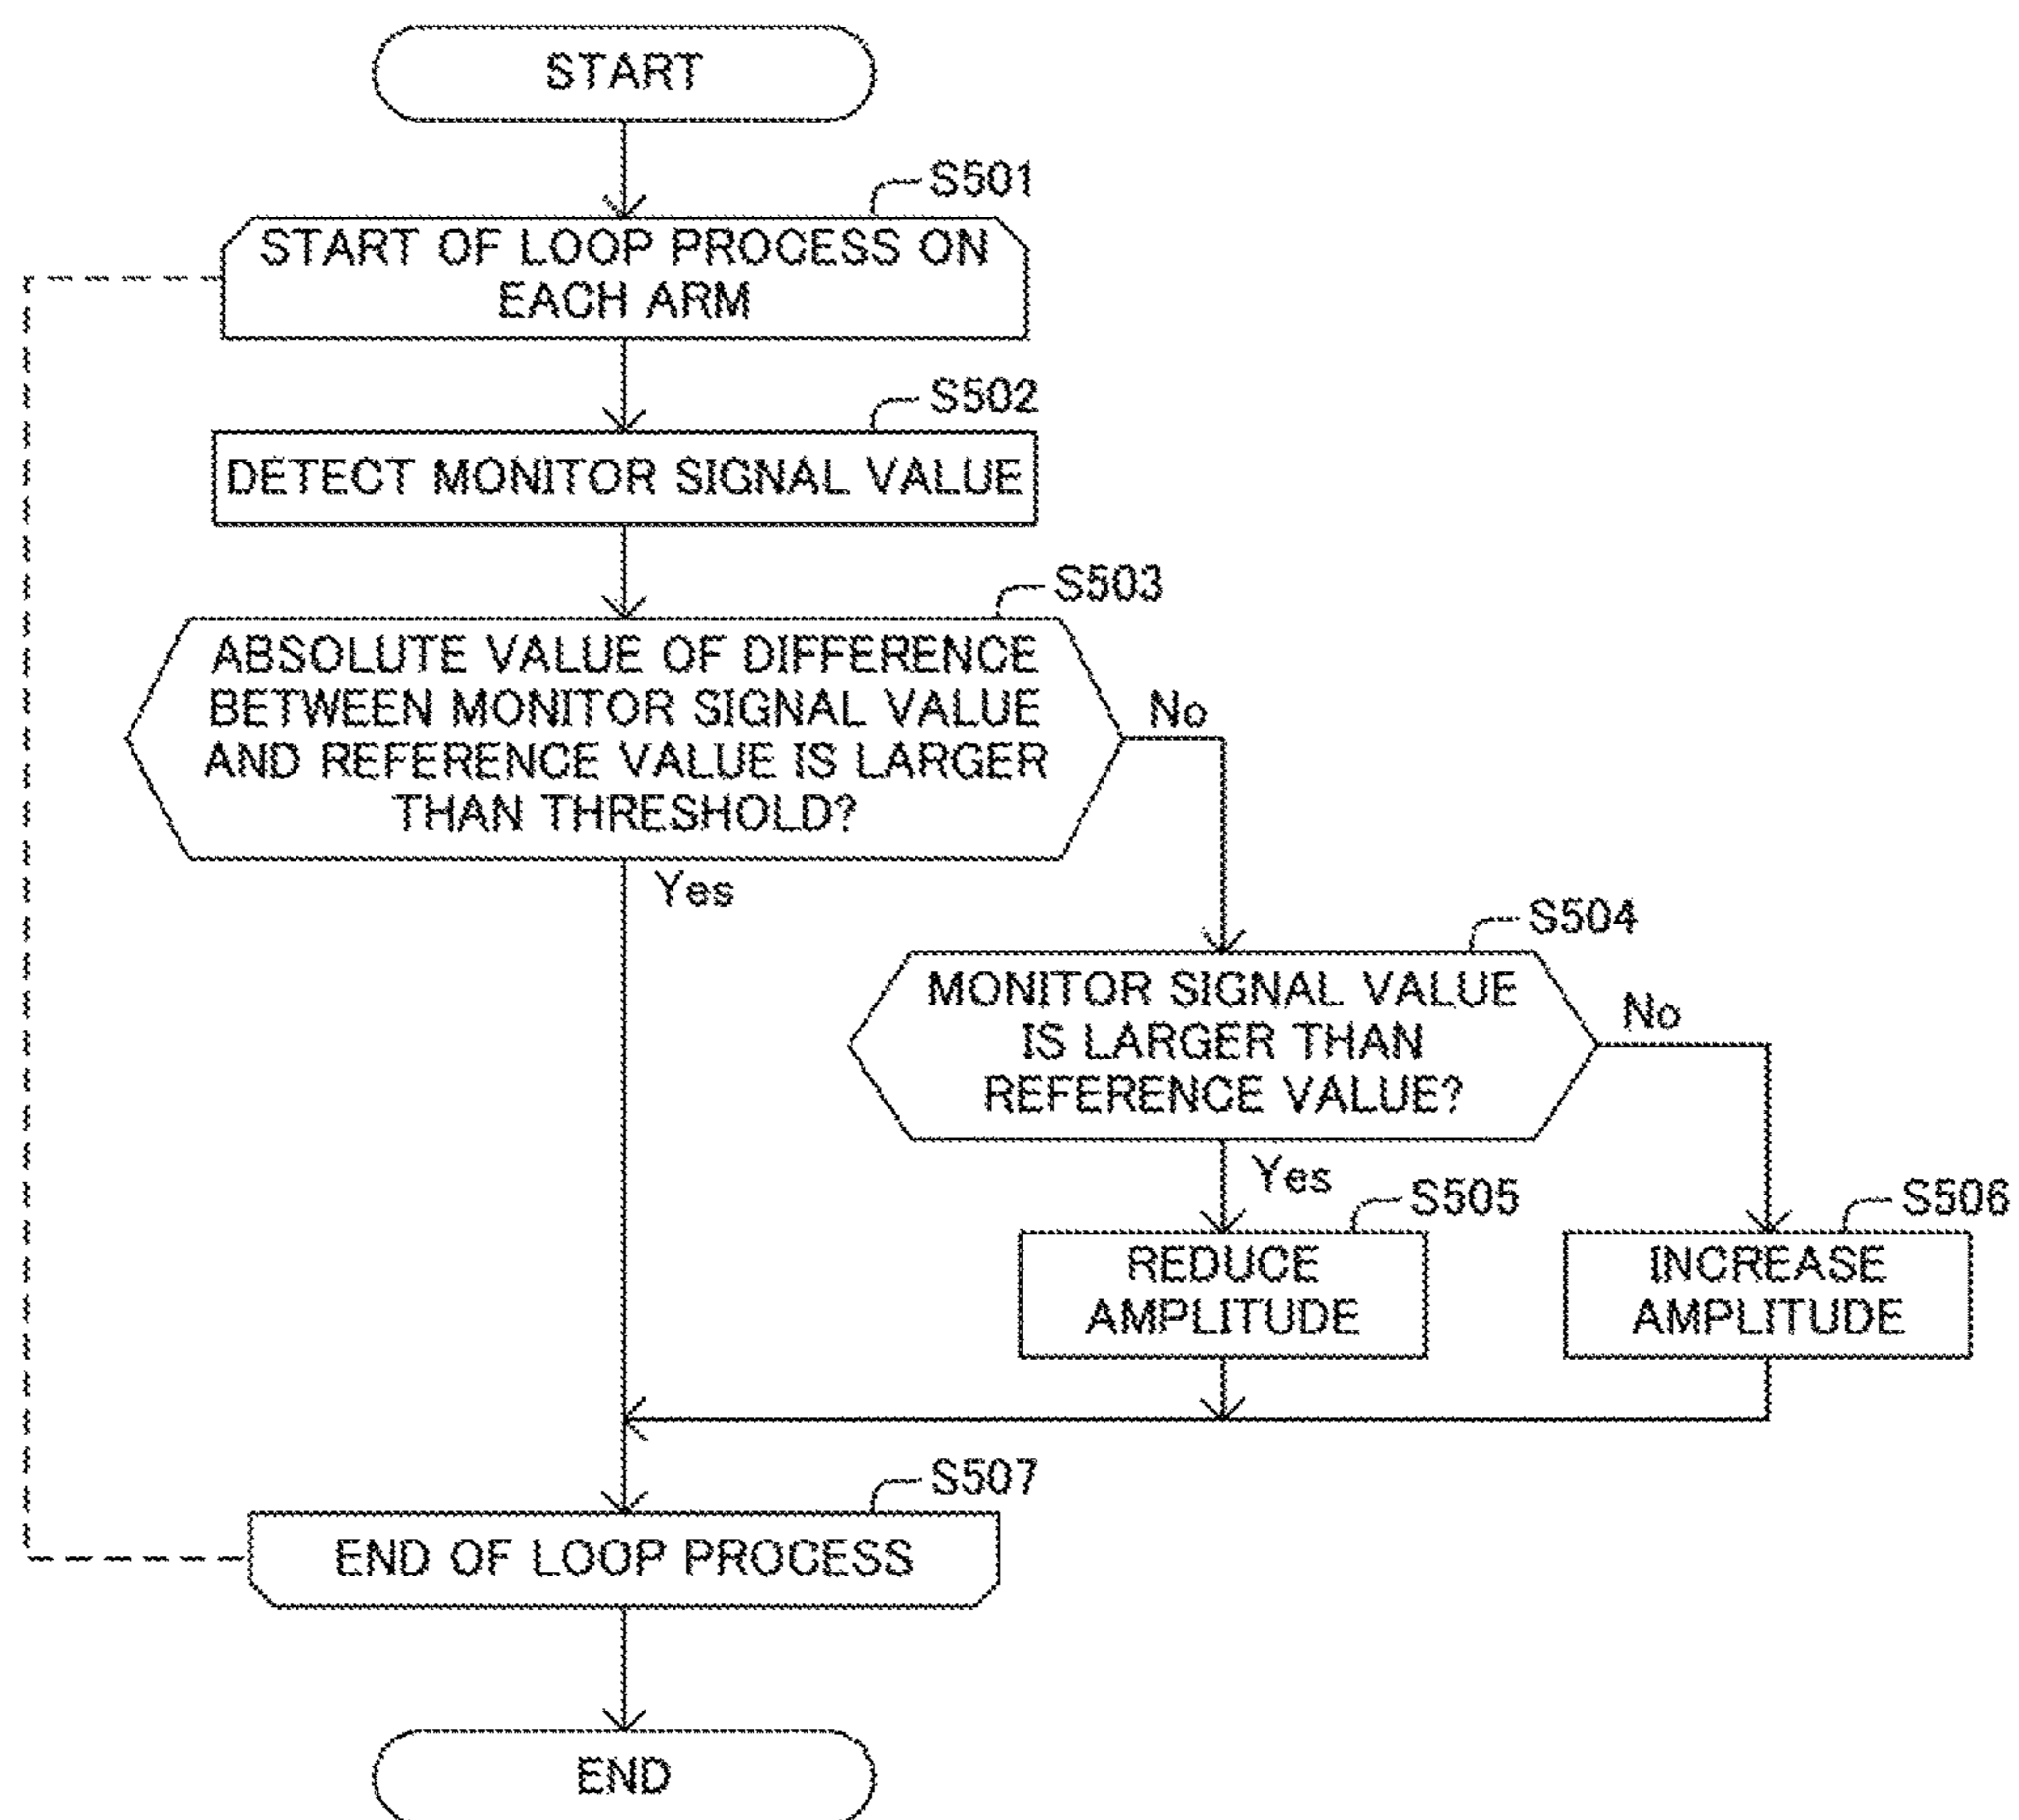 START
S501
START OF LOOP PROCESS ON
EACH ARM
S502
DETECT MONITOR SIGNAL VALUE
S503
ABSOLUTE VALUE OF DIFFERENCE
BETWEEN MONITOR SIGNAL VALUE
AND REFERENCE VALUE IS LARGER
THAN THRESHOLD?
No
Yes
S504
MONITOR SIGNAL VALUE
IS LARGER THAN
REFERENCE VALUE?
No
Yes
S505
REDUCE
AMPLITUDE
S506
INCREASE
AMPLITUDE
S507
END OF LOOP PROCESS
END